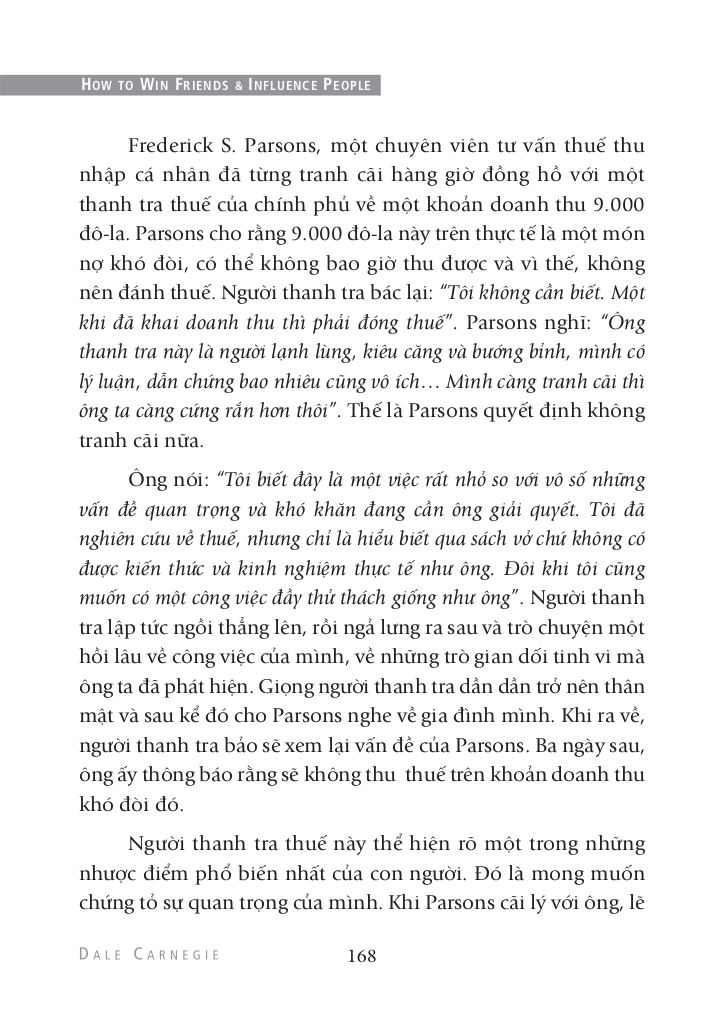 HOW TO WIN FRIENDS & INFLUENCE PEOPLE
Frederick S. Parsons, một chuyên viên tư vấn thuế thu
nhập cá nhân đã từng tranh cãi hàng giờ đồng hồ với một
thanh tra thuế của chính phủ về một khoản doanh thu 9.000
đô-la. Parsons cho rằng 9.000 đô-la này trên thực tế là một món
nợ khó đòi, có thể không bao giờ thu được và vì thế, không
nên đánh thuế. Người thanh tra bác lại: “Tôi không cần biết. Một
khi đã khai doanh thu thì phải đóng thuế”. Parsons nghĩ: “Ông
thanh tra này là người lạnh lùng, kiêu căng và bướng bỉnh, mình có
lý luận, dẫn chứng bao nhiêu cũng vô ích… Mình càng tranh cãi thì
ông ta càng cứng rắn hơn thôi”. Thế là Parsons quyết định không
tranh cãi nữa.
Ông nói: “Tôi biết đây là một việc rất nhỏ so với vô số những
vấn đề quan trọng và khó khăn đang cần ông giải quyết. Tôi đã
nghiên cứu về thuế, nhưng chỉ là hiểu biết qua sách vở chứ không có
được kiến thức và kinh nghiệm thực tế như ông. Đôi khi tôi cũng
muốn có một công việc đầy thử thách giống như ông”. Người thanh
tra lập tức ngồi thẳng lên, rồi ngả lưng ra sau và trò chuyện một
hồi lâu về công việc của mình, về những trò gian dối tinh vi mà
ông ta đã phát hiện. Giọng người thanh tra dần dần trở nên thân
mật và sau kể đó cho Parsons nghe về gia đình mình. Khi ra về,
người thanh tra bảo sẽ xem lại vấn đề của Parsons. Ba ngày sau,
ông ấy thông báo rằng sẽ không thu thuế trên khoản doanh thu
khó đòi đó.
Người thanh tra thuế này thể hiện rõ một trong những
nhược điểm phổ biến nhất của con người. Đó là mong muốn
chứng tỏ sự quan trọng của mình. Khi Parsons cãi lý với ông, lẽ
DALE CARNEGIE 168